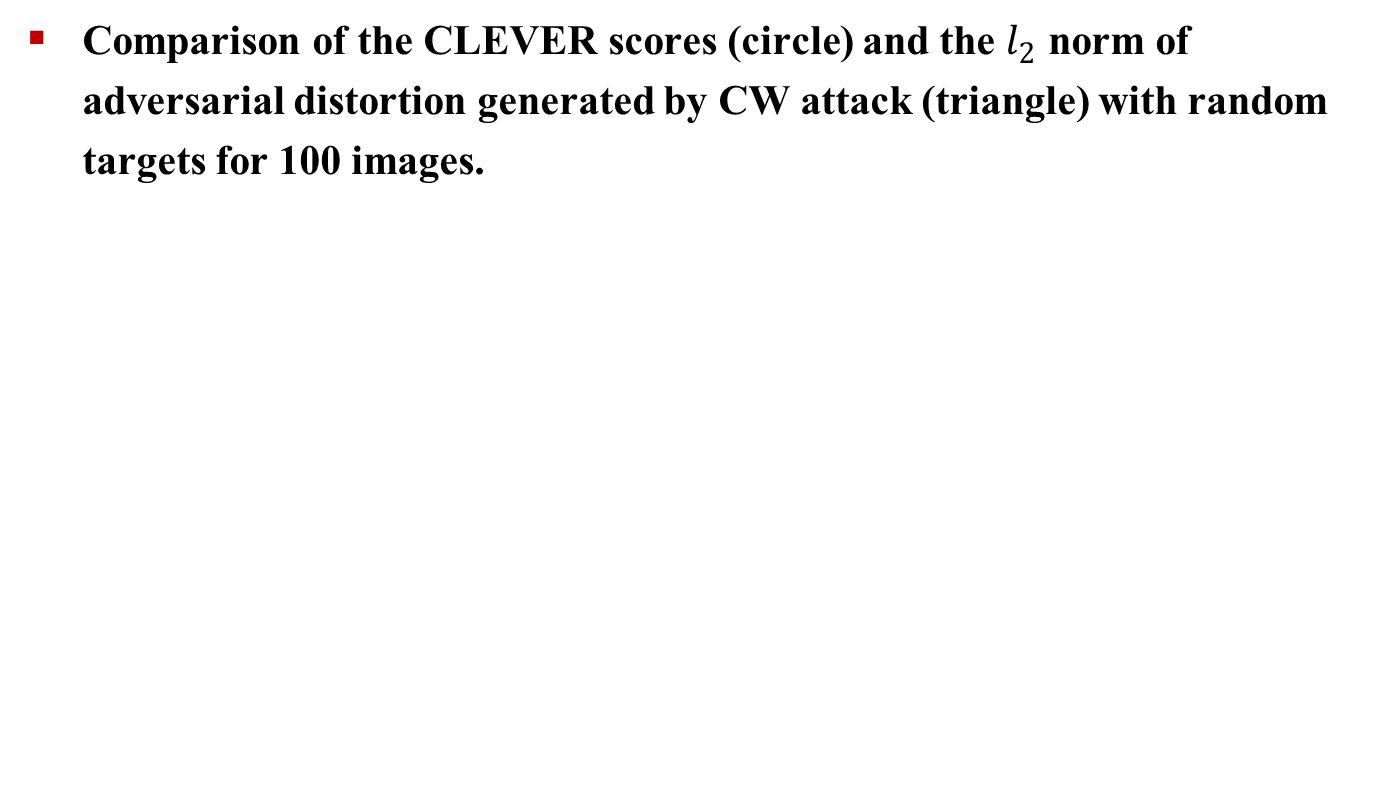 ▪ Comparison of the CLEVER scores (circle) and the l₂ norm of
adversarial distortion generated by CW attack (triangle) with random
targets for 100 images.